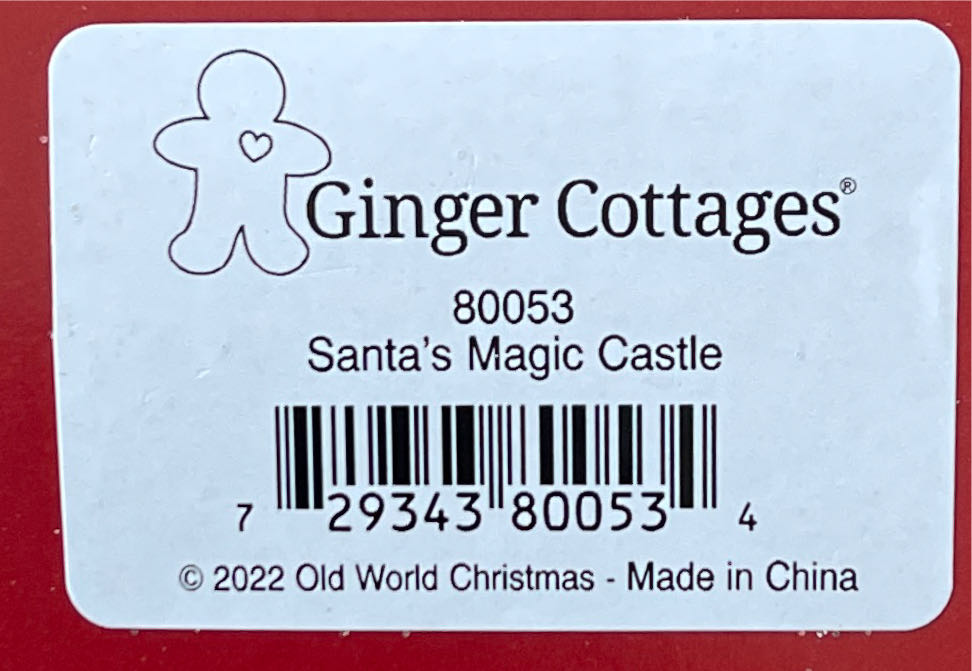 Ginger Cottages®
80053
Santa's Magic Castle
7 29343 80053 4
© 2022 Old World Christmas - Made in China